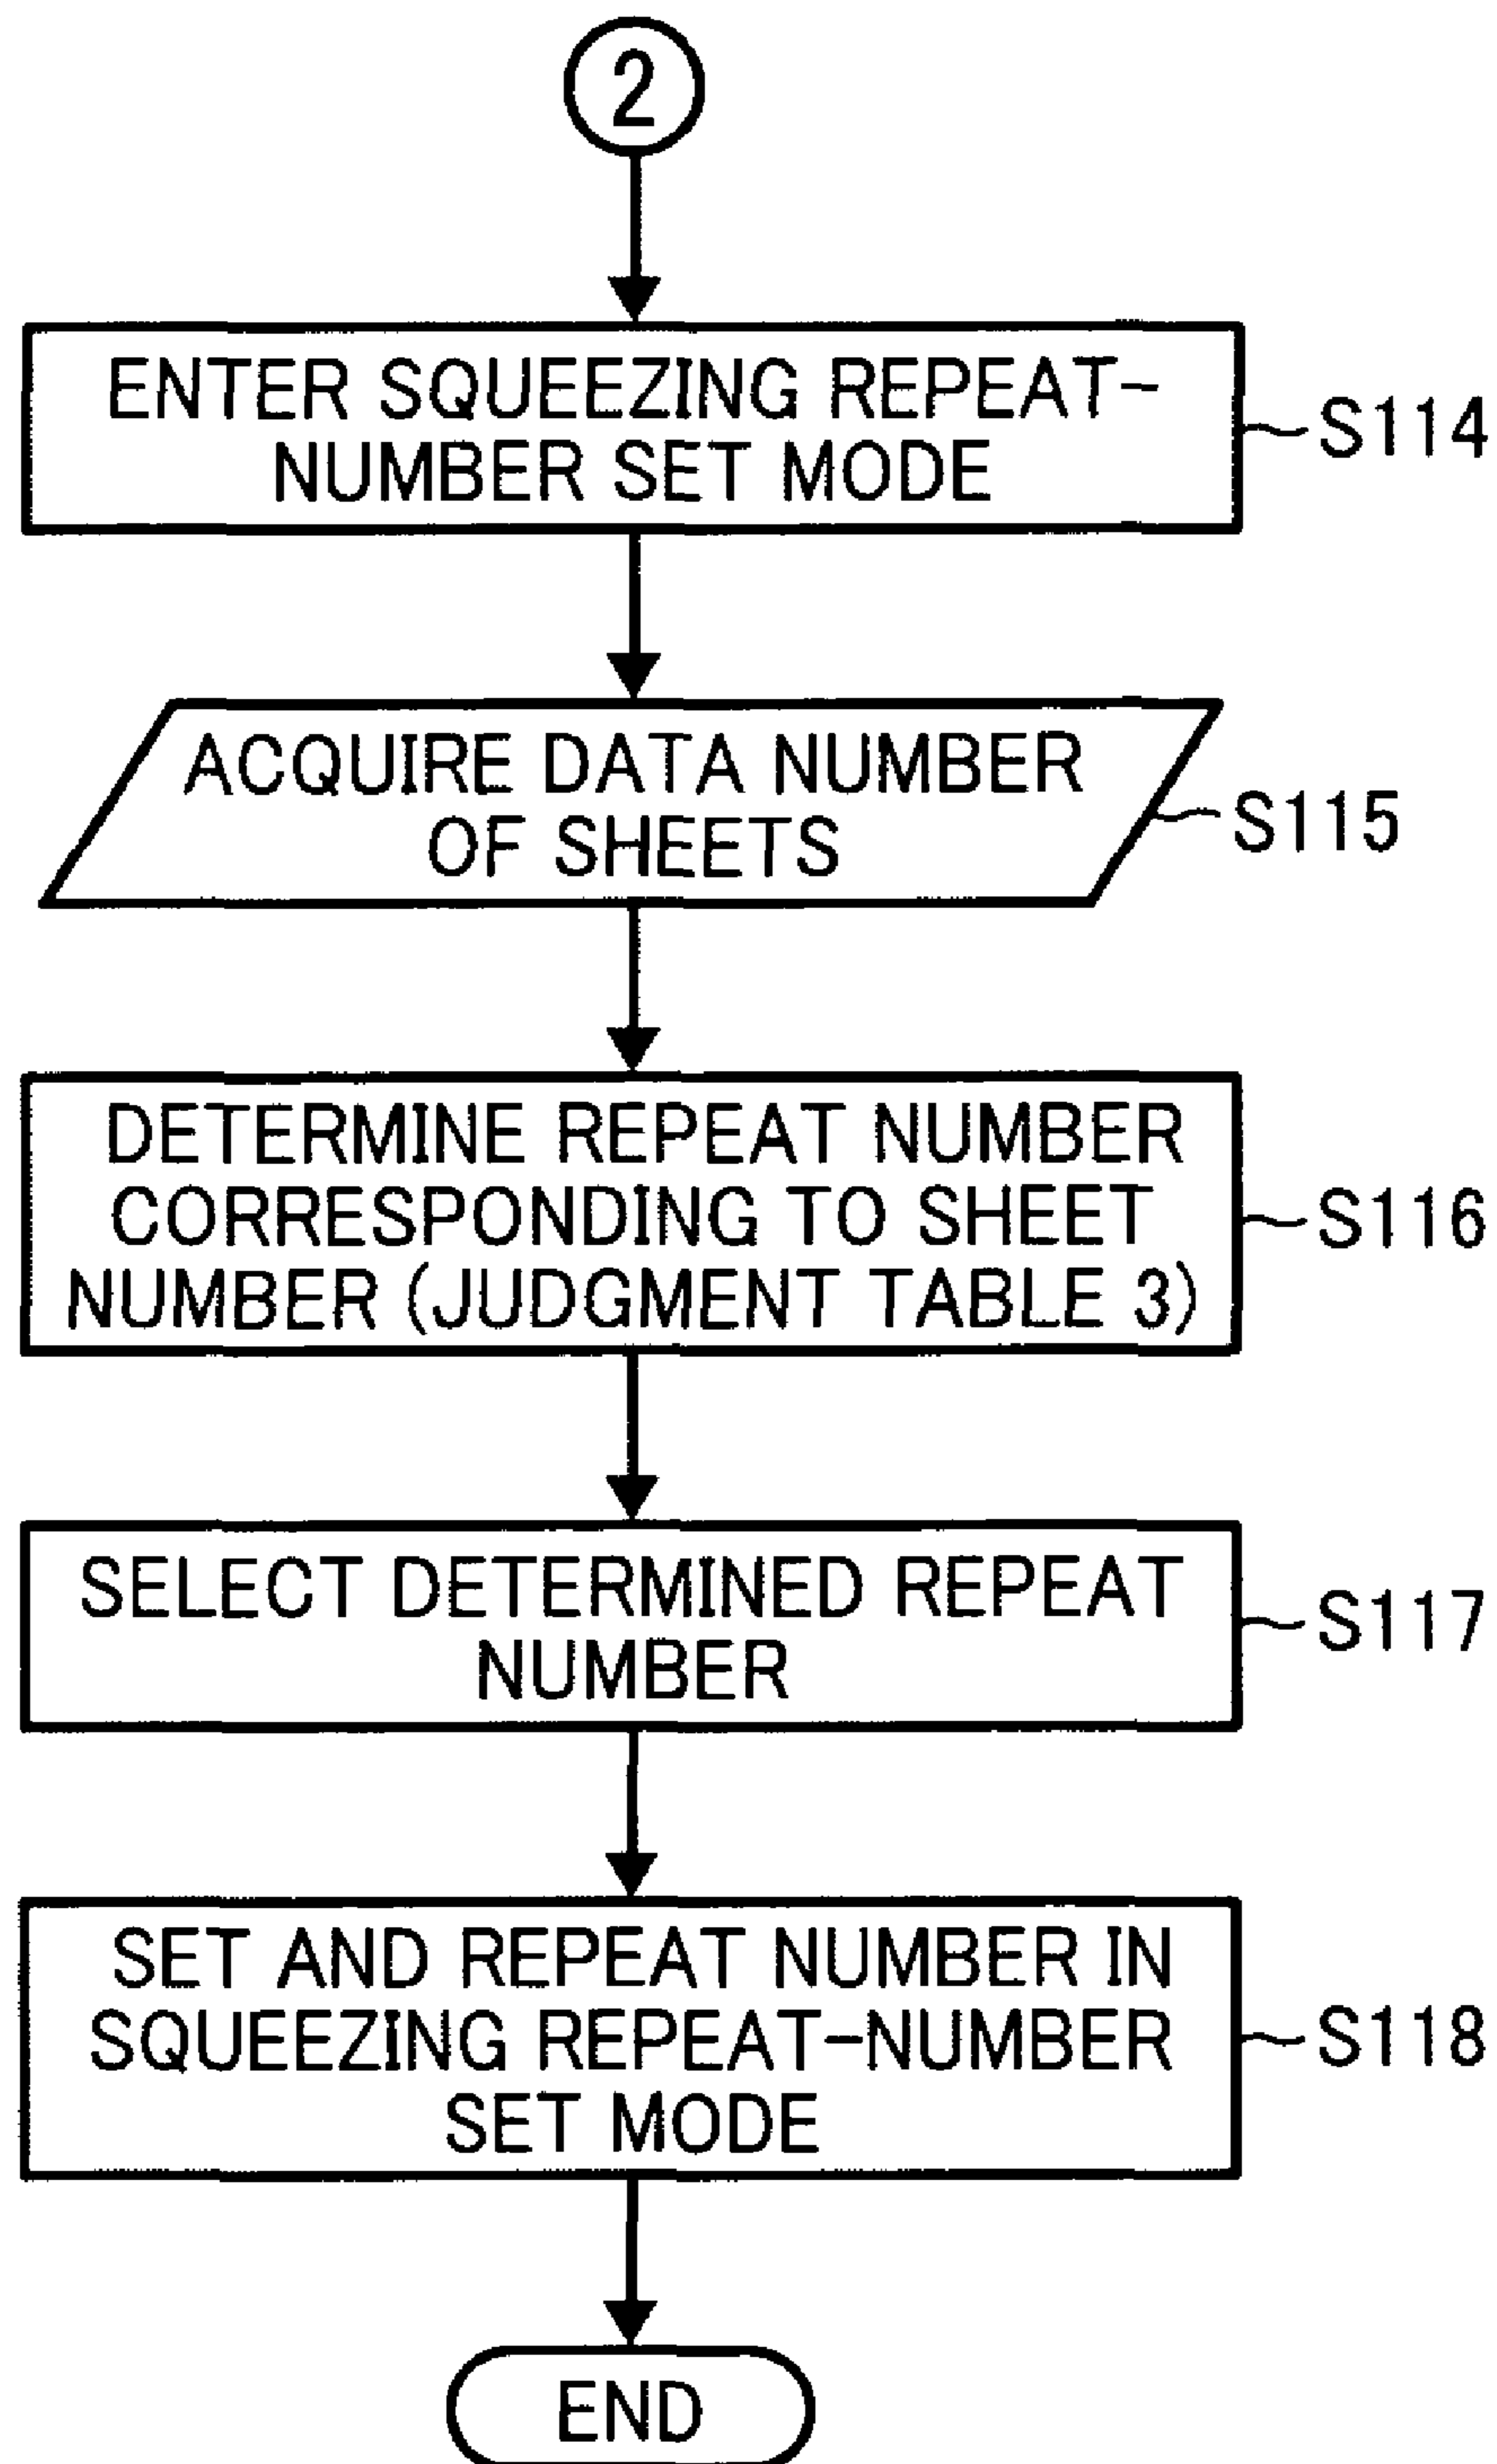 2
ENTER SQUEEZING REPEAT-
NUMBER SET MODE
S114
ACQUIRE DATA NUMBER
OF SHEETS
S115
DETERMINE REPEAT NUMBER
CORRESPONDING TO SHEET
NUMBER (JUDGMENT TABLE 3)
S116
SELECT DETERMINED REPEAT
NUMBER
S117
SET AND REPEAT NUMBER IN
SQUEEZING REPEAT-NUMBER
SET MODE
S118
END